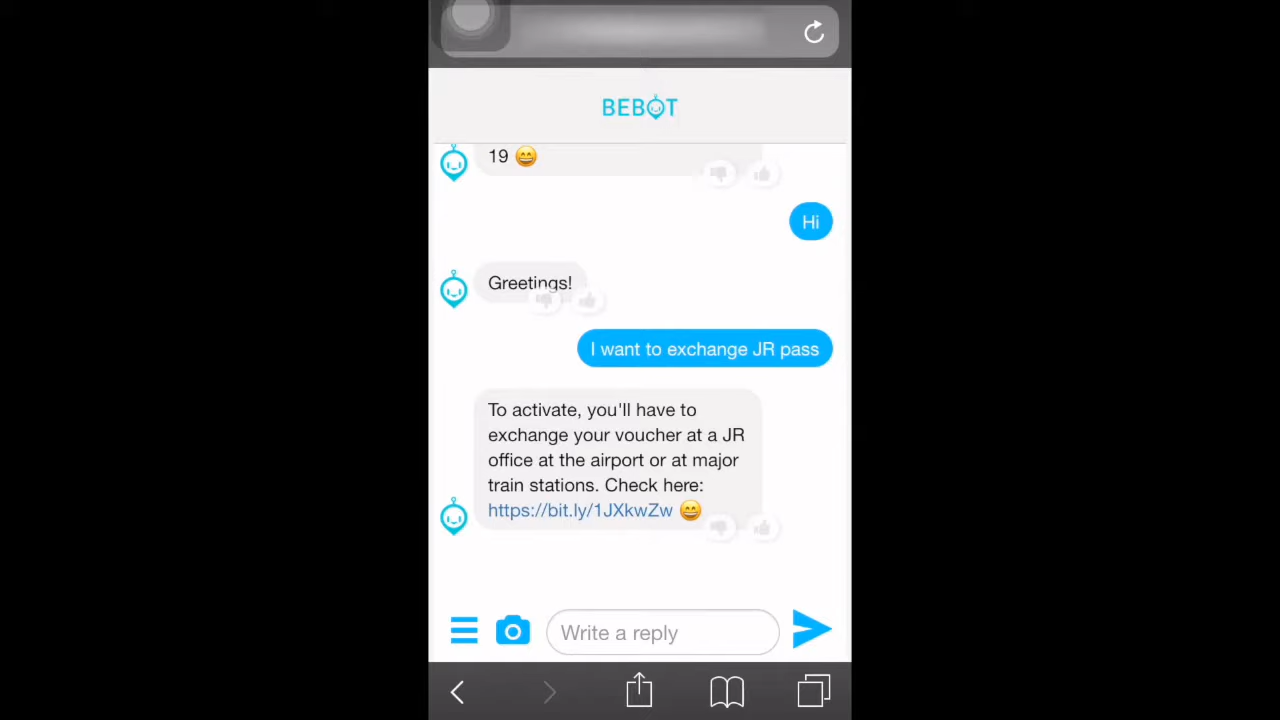 BEBOT
19 😄
Hi
Greetings!
I want to exchange JR pass
To activate, you'll have to
exchange your voucher at a JR
office at the airport or at major
train stations. Check here:
https://bit.ly/1JXkwZw 😄
Write a reply